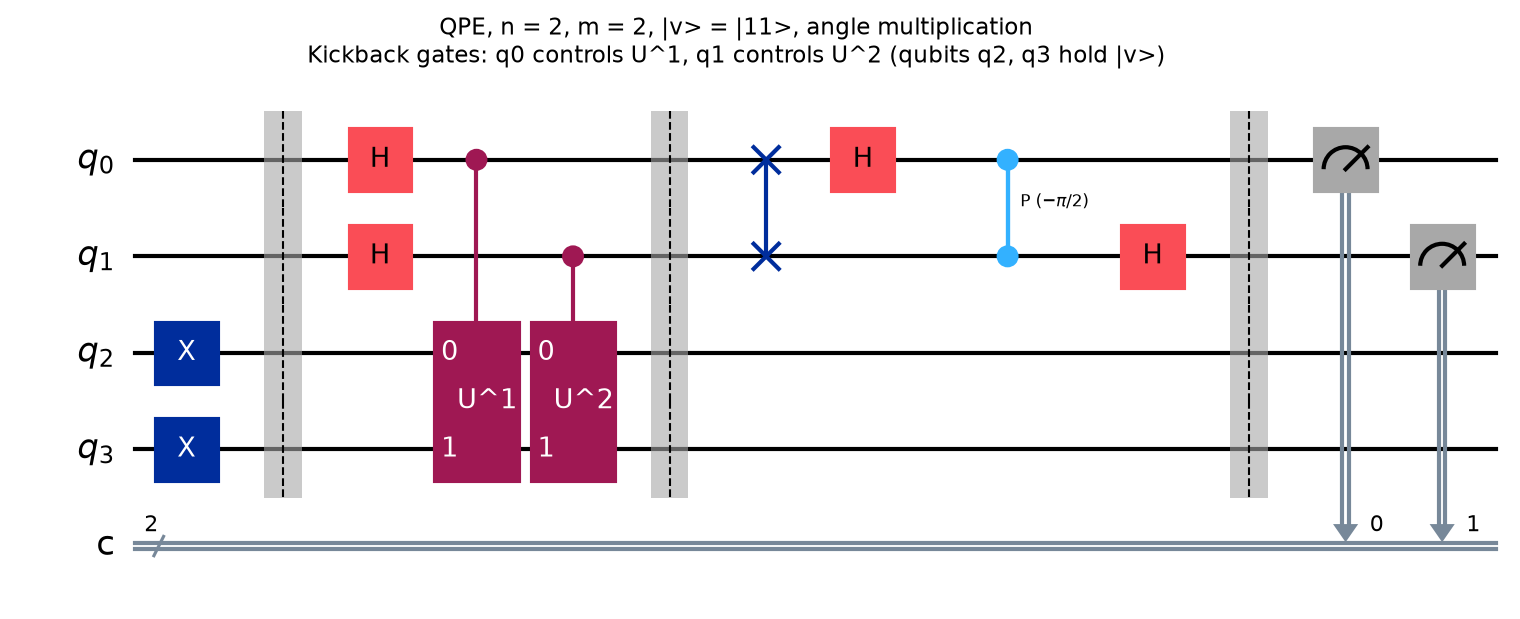 QPE, n = 2, m = 2, |v> = |11>, angle multiplication
Kickback gates: q0 controls U^1, q1 controls U^2 (qubits q2, q3 hold |v>)
q0 H H
P (−π/2)
q1 H H
q2 X 0 0
U^1 U^2
q3 X 1 1
2 0 1
c